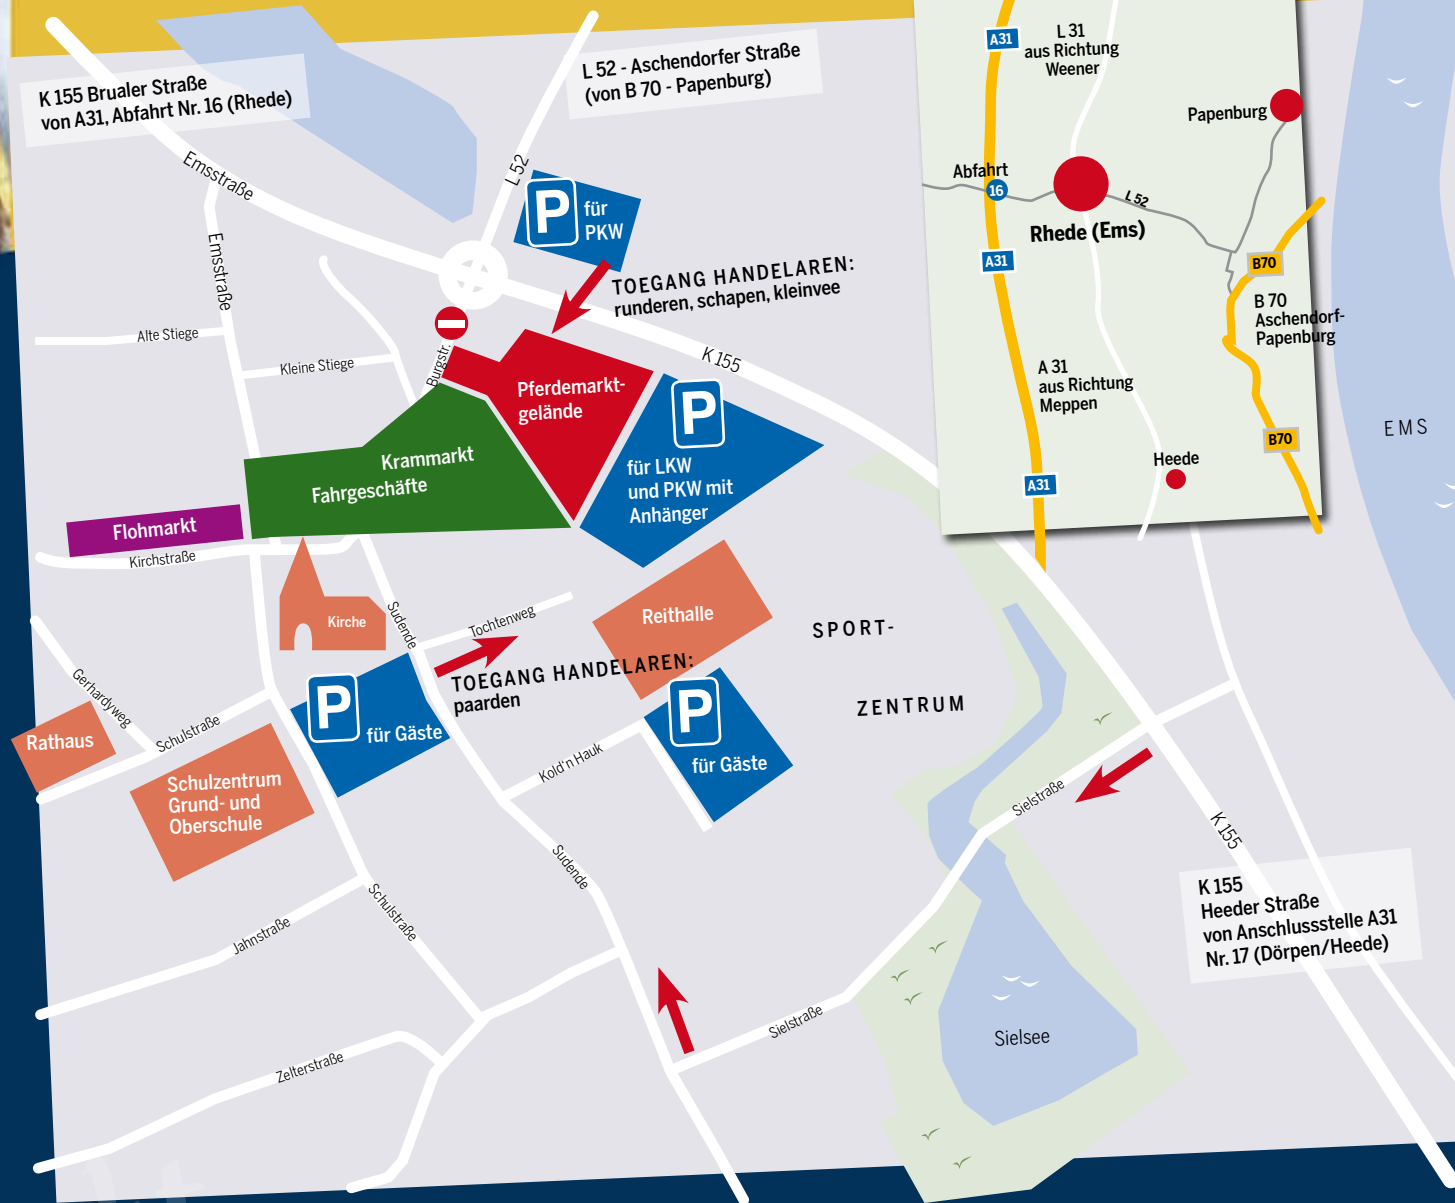 K 155 Brualer Straße
von A31, Abfahrt Nr. 16 (Rhede)
L 52 - Aschendorfer Straße
(von B 70 - Papenburg)
Emsstraße
L 52
P
für
PKW
TOEGANG HANDELAREN:
runderen, schapen, kleinvee
Emsstraße
Alte Stiege
Kleine Stiege
Burgstr.
K 155
Pferdemarkt-
gelände
P
für LKW
und PKW mit
Anhänger
Krammarkt
Fahrgeschäfte
Flohmarkt
Kirchstraße
Kirche
Sudende
Tochtenweg
Reithalle
TOEGANG HANDELAREN:
paarden
SPORT-
ZENTRUM
Gerhardyweg
Rathaus
Schulstraße
Schulzentrum
Grund- und
Oberschule
P
für Gäste
Kold'n Hauk
P
für Gäste
Sudende
Schulstraße
Jahnstraße
Zelterstraße
Sielstraße
Sielstraße
Sielsee
K 155
K 155
Heeder Straße
von Anschlussstelle A31
Nr. 17 (Dörpen/Heede)
EMS
A31
L 31
aus Richtung
Weener
Papenburg
Abfahrt
16
L 52
Rhede (Ems)
A31
B70
B 70
Aschendorf-
Papenburg
A 31
aus Richtung
Meppen
B70
Heede
A31